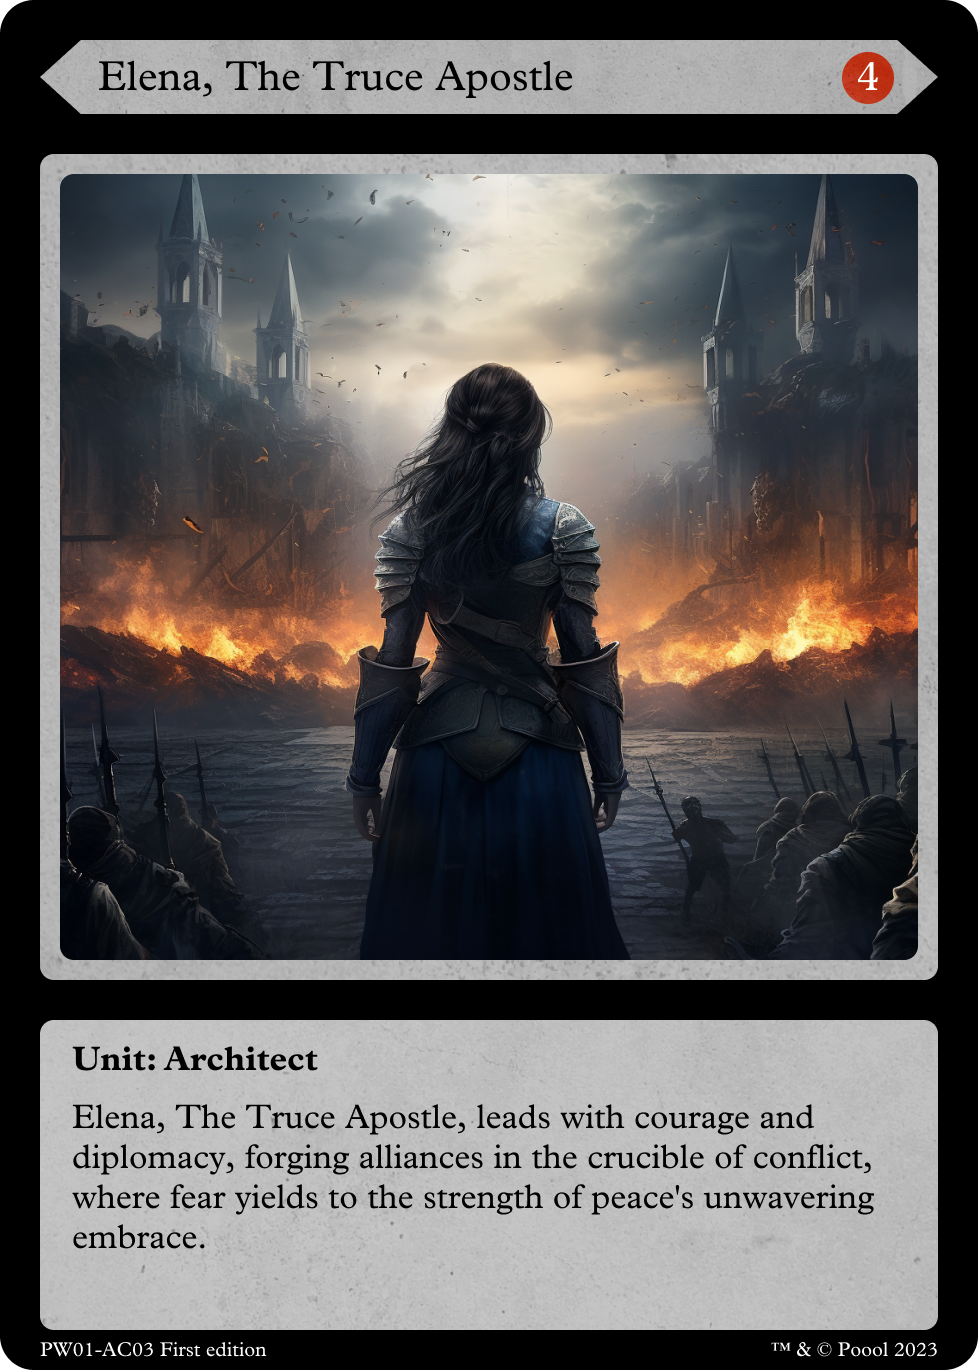 Elena, The Truce Apostle
4
Unit: Architect
Elena, The Truce Apostle, leads with courage and
diplomacy, forging alliances in the crucible of conflict,
where fear yields to the strength of peace's unwavering
embrace.
PW01-AC03 First edition
™ & © Poool 2023